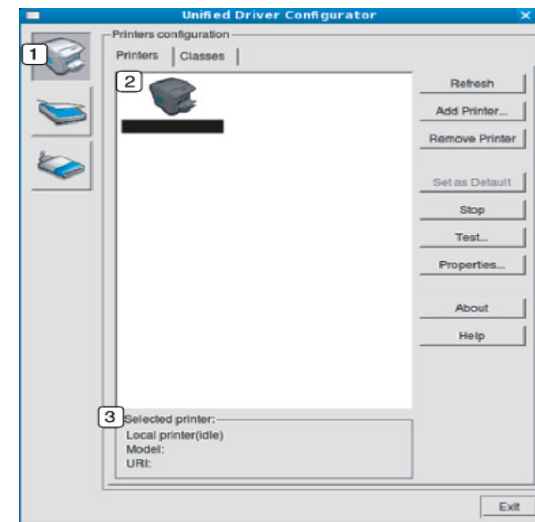 Unified Driver Configurator
1
Printers configuration
Printers
Classes
2
Refresh
Add Printer...
Remove Printer
Set as Default
Stop
Test...
Properties...
About
Help
3
Selected printer:
Local printer(idle)
Model:
URI:
Exit